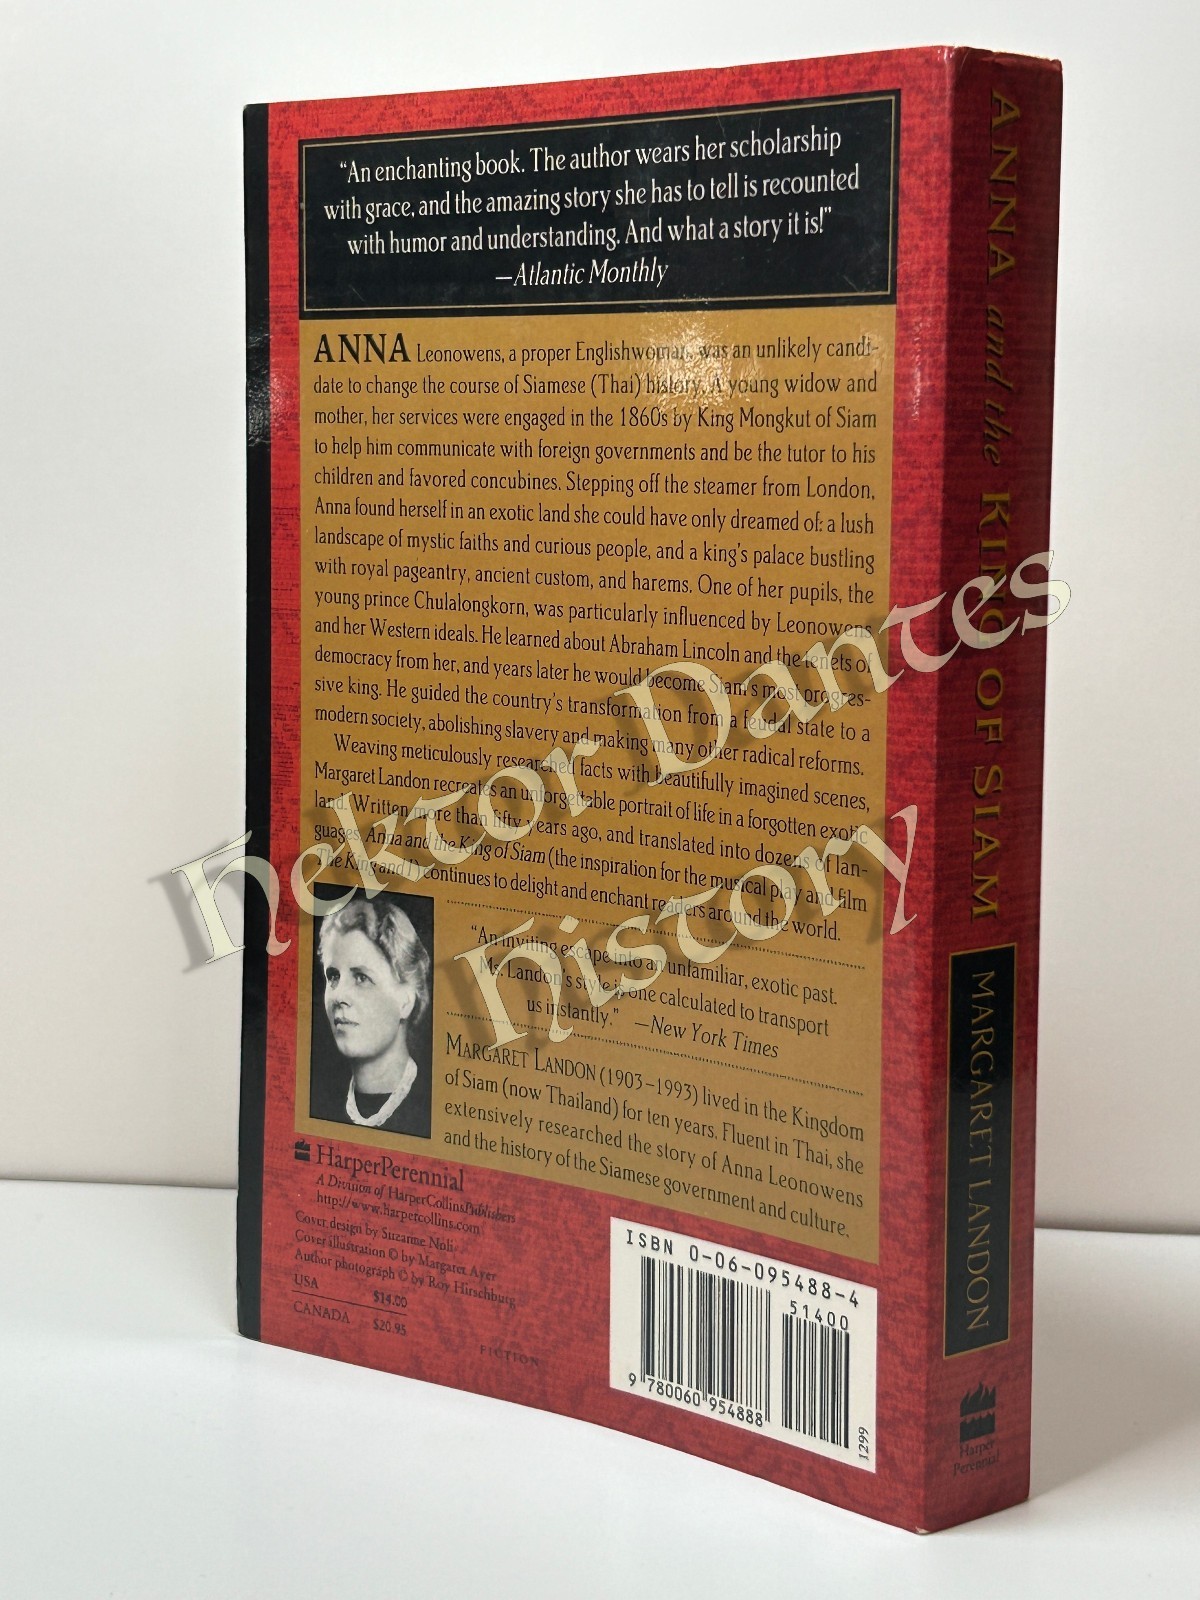 "An enchanting book. The author wears her scholarship
with grace, and the amazing story she has to tell is recounted
with humor and understanding. And what a story it is!"
—Atlantic Monthly
ANNA Leonowens, a proper Englishwoman, was an unlikely candi-
date to change the course of Siamese (Thai) history. A young widow and
mother, her services were engaged in the 1860s by King Mongkut of Siam
to help him communicate with foreign governments and be the tutor to his
children and favored concubines. Stepping off the steamer from London,
Anna found herself in an exotic land she could have only dreamed of: a lush
landscape of mystic faiths and curious people, and a king's palace bustling
with royal pageantry, ancient custom, and harems. One of her pupils, the
young prince Chulalongkorn, was particularly influenced by Leonowens
and her Western ideals. He learned about Abraham Lincoln and the tenets of
democracy from her, and years later he would become Siam's most progres-
sive king. He guided the country's transformation from a feudal state to a
modern society, abolishing slavery and making many other radical reforms.
Weaving meticulously researched facts with beautifully imagined scenes,
Margaret Landon recreates an unforgettable portrait of life in a forgotten exotic
land. Written more than fifty years ago, and translated into dozens of lan-
guages, Anna and the King of Siam (the inspiration for the musical play and film
The King and I) continues to delight and enchant readers around the world.
"An inviting escape into an unfamiliar, exotic past.
Ms. Landon's style is one calculated to transport
us instantly." —New York Times
MARGARET LANDON (1903–1993) lived in the Kingdom
of Siam (now Thailand) for ten years. Fluent in Thai, she
extensively researched the story of Anna Leonowens
and the history of the Siamese government and culture.
HarperPerennial
A Division of HarperCollinsPublishers
http://www.harpercollins.com
Cover design by Suzanne Noli
Cover illustration © by Margaret Ayer
Author photograph © by Roy Hirschburg
USA $14.00
CANADA $20.95
FICTION
ISBN 0-06-095488-4
51400
9 780060 954888
1299
ANNA and the KING OF SIAM
MARGARET LANDON
Harper
Perennial
Hektor Dantes
History